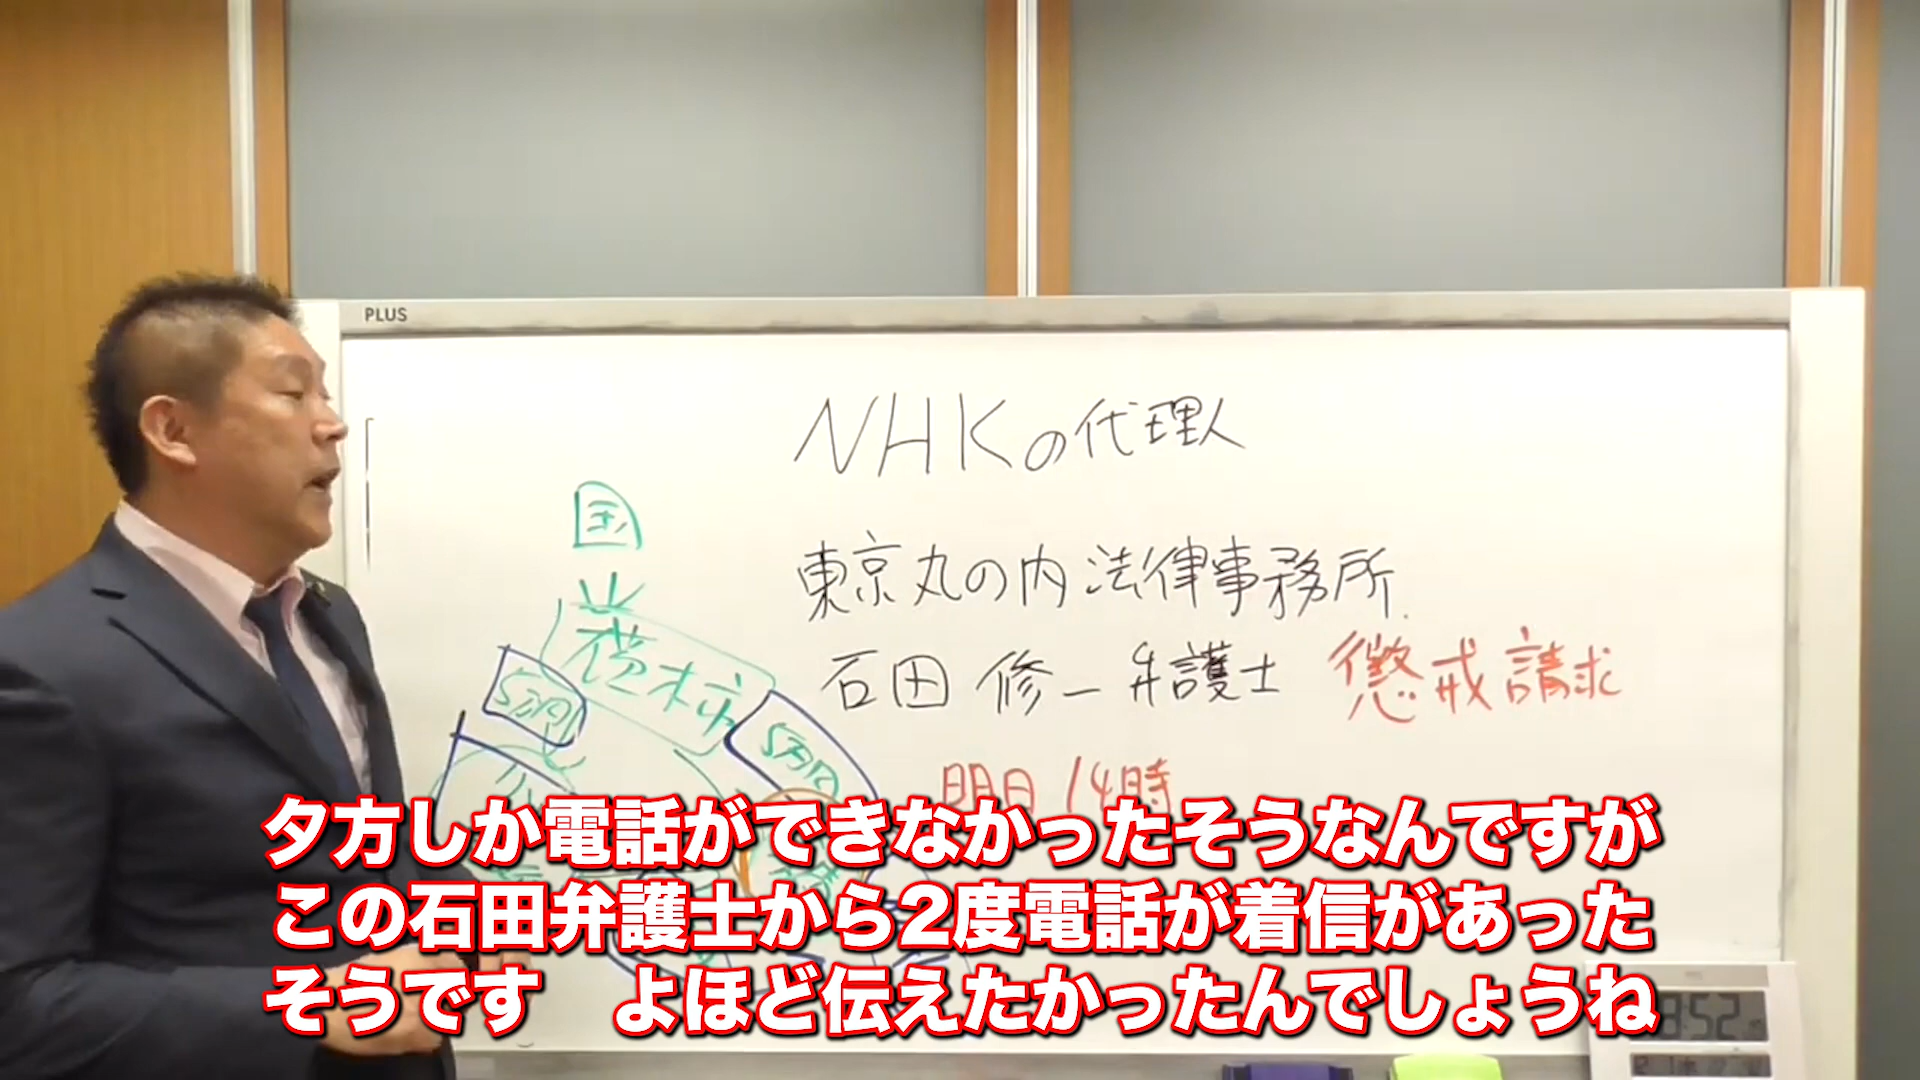 PLUS
NHKの代理人
国
東京丸の内法律事務所
石田 修一弁護士 懲戒請求
明日14時
夕方しか電話ができなかったそうなんですが
この石田弁護士から2度電話が着信があった
そうです　よほど伝えたかったんでしょうね
8:52